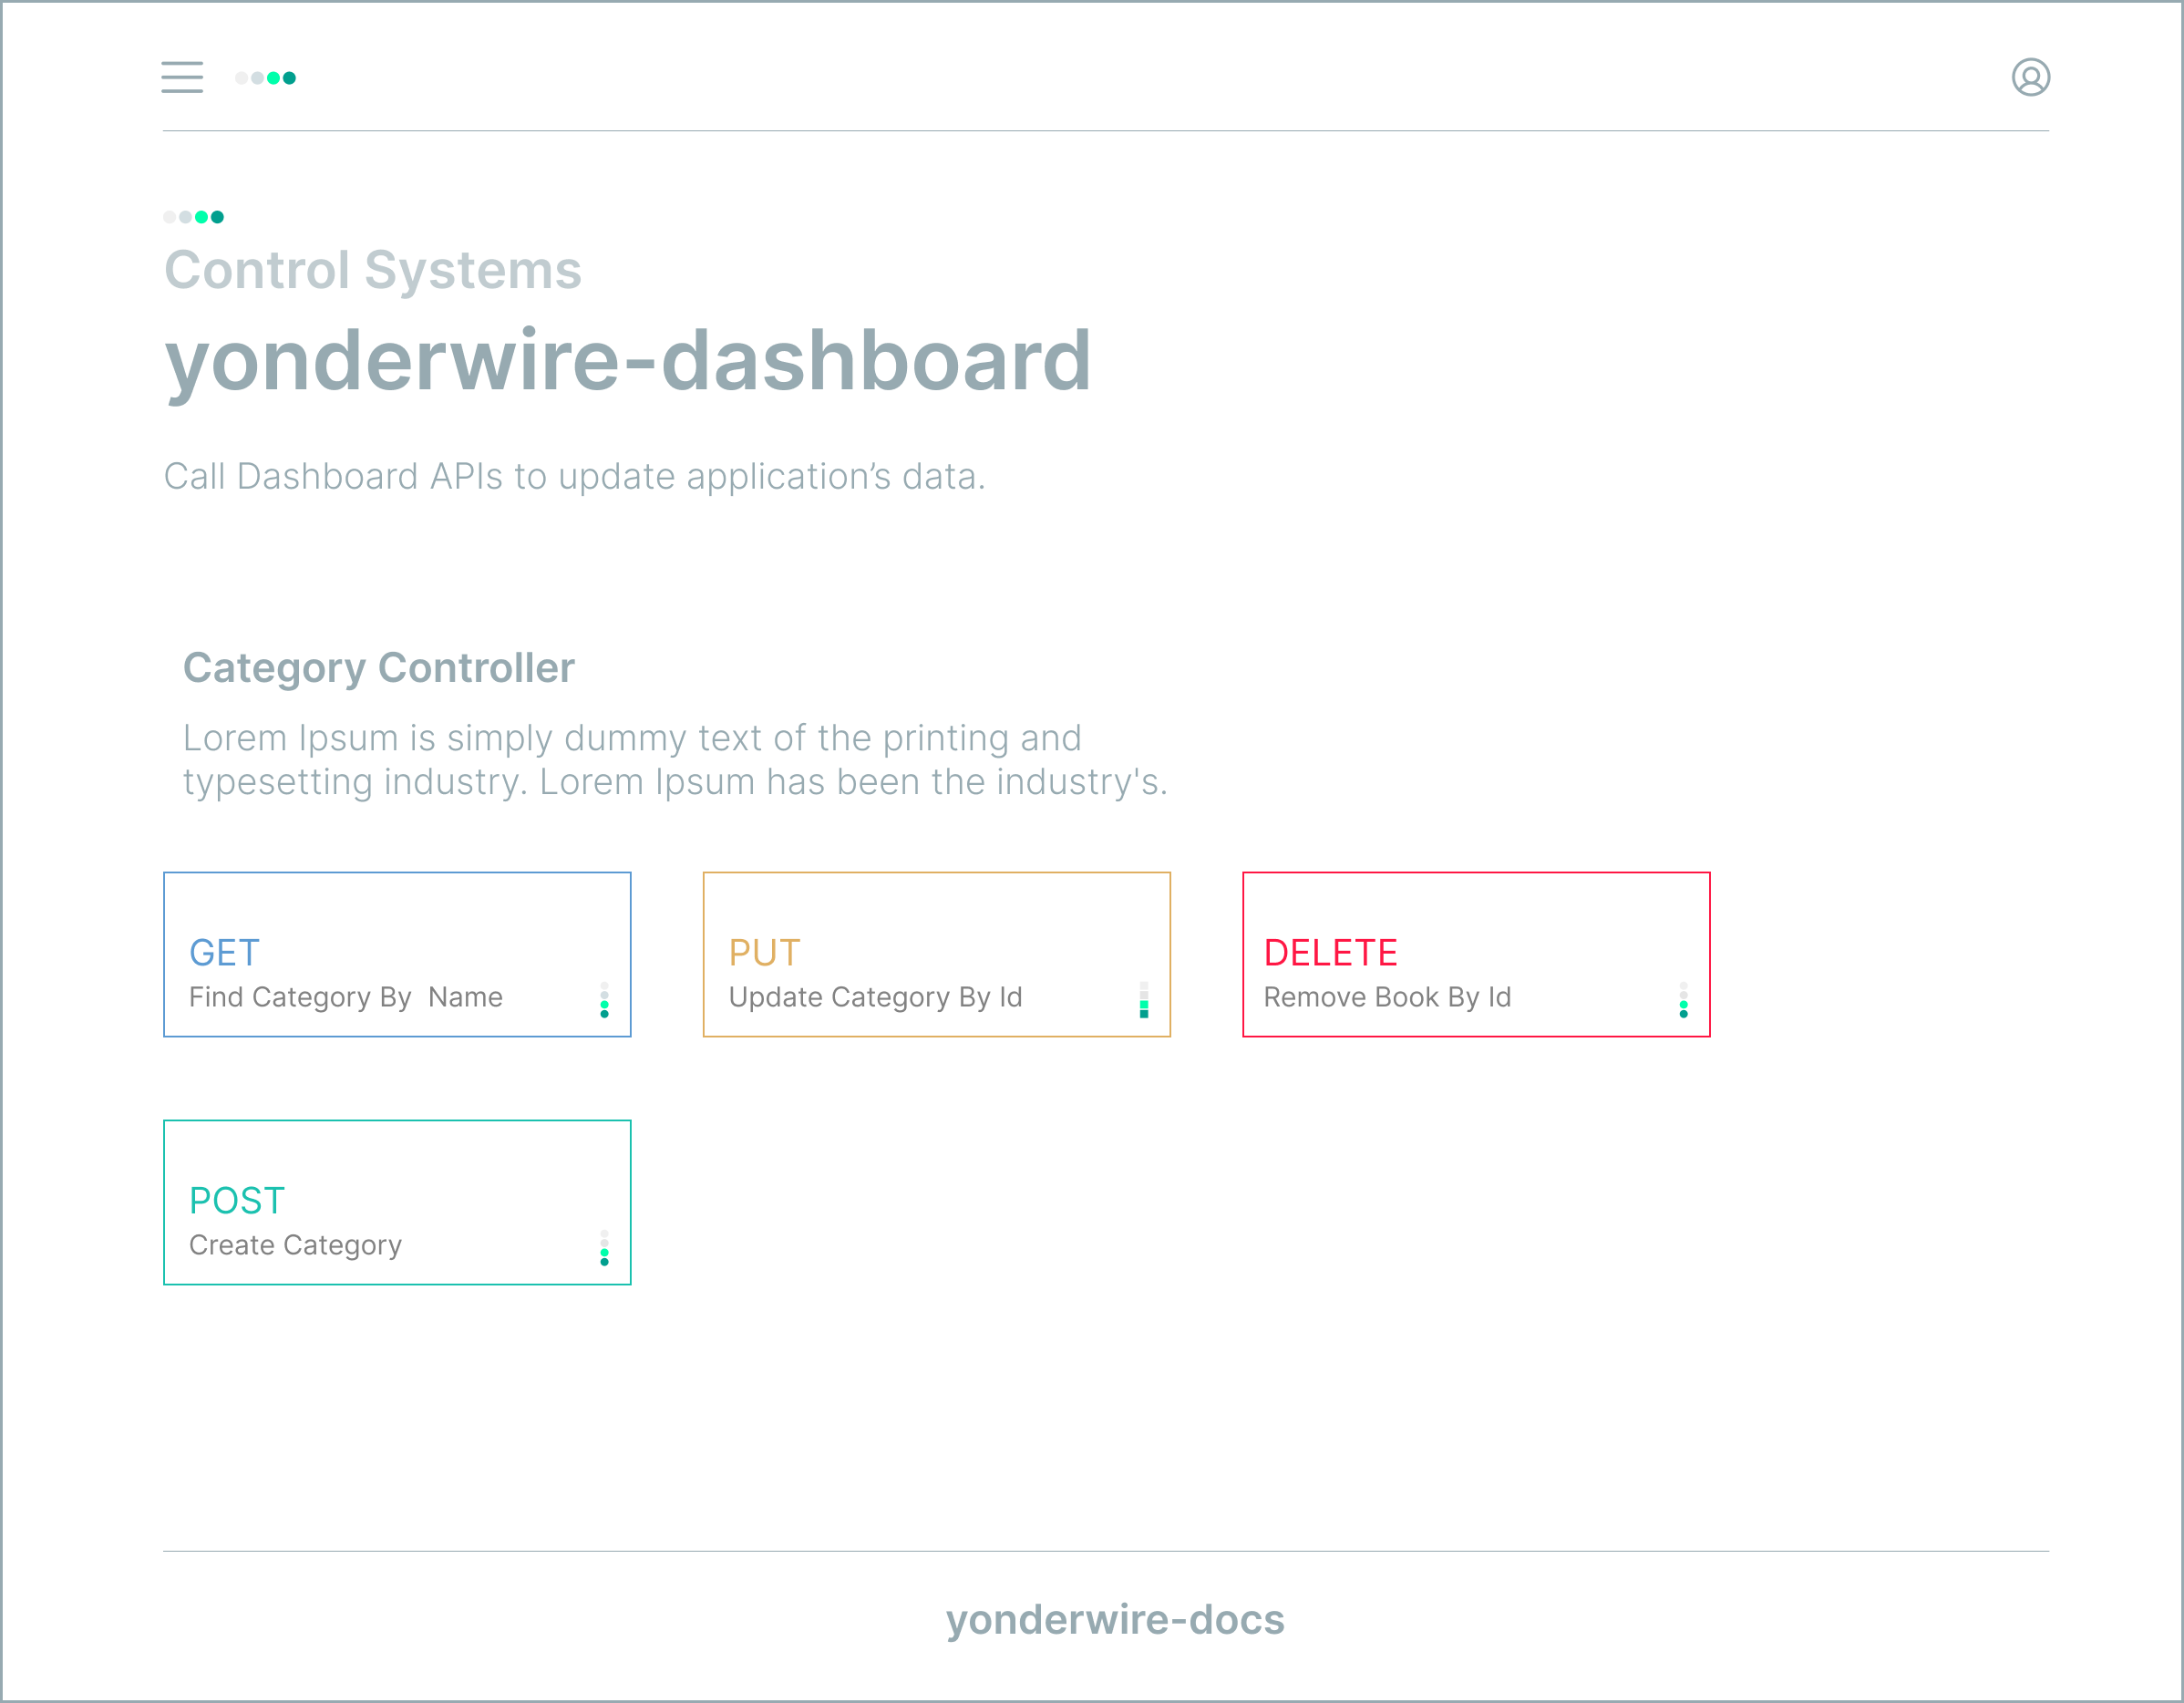 Control Systems
yonderwire-dashboard
Call Dashboard APIs to update application’s data.
Category Controller
Lorem Ipsum is simply dummy text of the printing and
typesetting industry. Lorem Ipsum has been the industry's.
GET
Find Category By  Name
PUT
Update Category By Id
DELETE
Remove Book By Id
POST
Create Category
yonderwire-docs